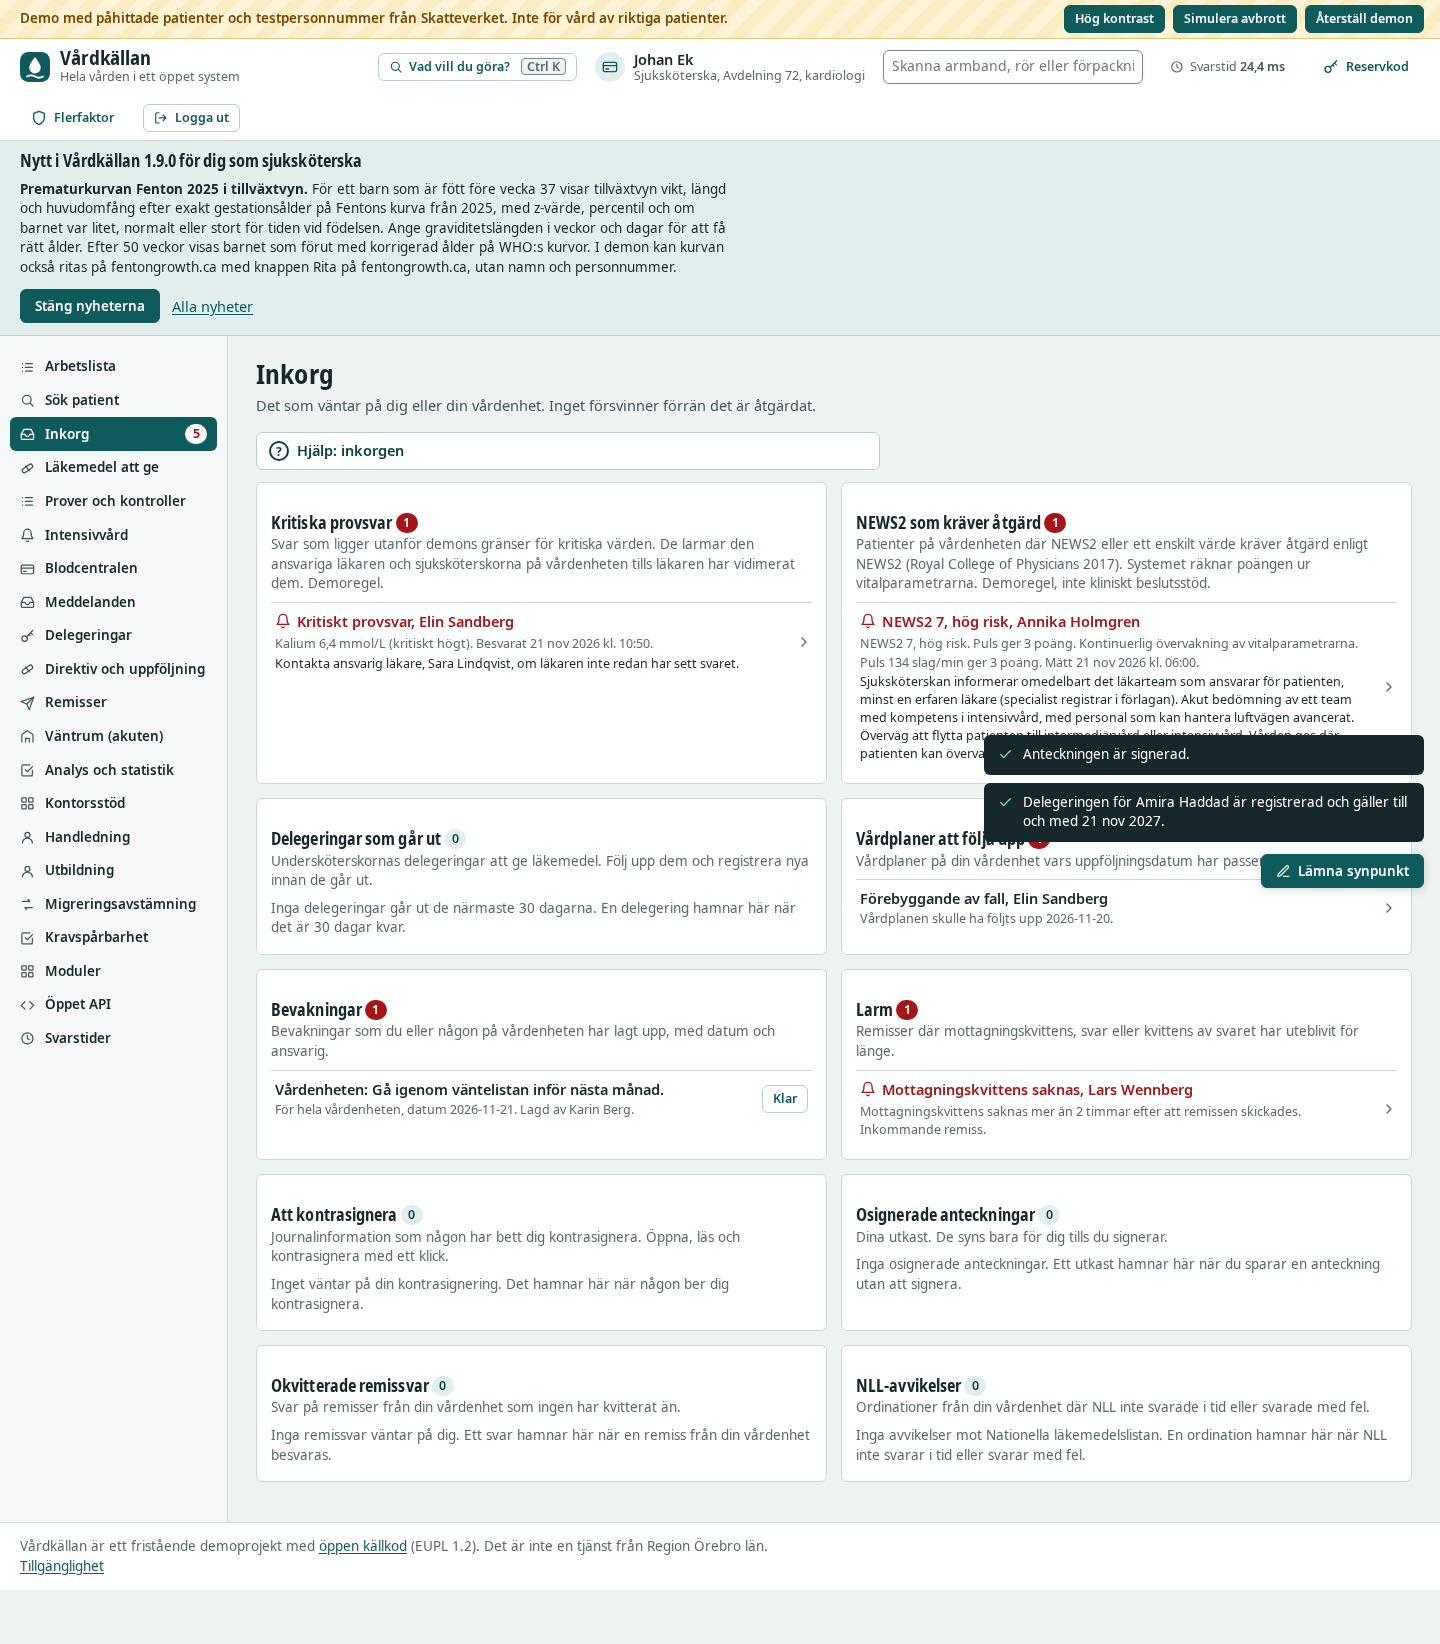 Demo med påhittade patienter och testpersonnummer från Skatteverket. Inte för vård av riktiga patienter.
Hög kontrast
Simulera avbrott
Återställ demon
Vårdkällan
Hela vården i ett öppet system
Vad vill du göra? Ctrl K
Johan Ek
Sjuksköterska, Avdelning 72, kardiologi
Skanna armband, rör eller förpackni
Svarstid 24,4 ms
Reservkod
Flerfaktor
Logga ut
Nytt i Vårdkällan 1.9.0 för dig som sjuksköterska
Prematurkurvan Fenton 2025 i tillväxtvyn. För ett barn som är fött före vecka 37 visar tillväxtvyn vikt, längd
och huvudomfång efter exakt gestationsålder på Fentons kurva från 2025, med z-värde, percentil och om
barnet var litet, normalt eller stort för tiden vid födelsen. Ange graviditetslängden i veckor och dagar för att få
rätt ålder. Efter 50 veckor visas barnet som förut med korrigerad ålder på WHO:s kurvor. I demon kan kurvan
också ritas på fentongrowth.ca med knappen Rita på fentongrowth.ca, utan namn och personnummer.
Stäng nyheterna
Alla nyheter
Arbetslista
Sök patient
Inkorg 5
Läkemedel att ge
Prover och kontroller
Intensivvård
Blodcentralen
Meddelanden
Delegeringar
Direktiv och uppföljning
Remisser
Väntrum (akuten)
Analys och statistik
Kontorsstöd
Handledning
Utbildning
Migreringsavstämning
Kravspårbarhet
Moduler
Öppet API
Svarstider
Inkorg
Det som väntar på dig eller din vårdenhet. Inget försvinner förrän det är åtgärdat.
? Hjälp: inkorgen
Kritiska provsvar 1
Svar som ligger utanför demons gränser för kritiska värden. De larmar den
ansvariga läkaren och sjuksköterskorna på vårdenheten tills läkaren har vidimerat
dem. Demoregel.
Kritiskt provsvar, Elin Sandberg
Kalium 6,4 mmol/L (kritiskt högt). Besvarat 21 nov 2026 kl. 10:50.
Kontakta ansvarig läkare, Sara Lindqvist, om läkaren inte redan har sett svaret.
NEWS2 som kräver åtgärd 1
Patienter på vårdenheten där NEWS2 eller ett enskilt värde kräver åtgärd enligt
NEWS2 (Royal College of Physicians 2017). Systemet räknar poängen ur
vitalparametrarna. Demoregel, inte kliniskt beslutsstöd.
NEWS2 7, hög risk, Annika Holmgren
NEWS2 7, hög risk. Puls ger 3 poäng. Kontinuerlig övervakning av vitalparametrarna.
Puls 134 slag/min ger 3 poäng. Mätt 21 nov 2026 kl. 06:00.
Sjuksköterskan informerar omedelbart det läkarteam som ansvarar för patienten,
minst en erfaren läkare (specialist registrar i förlagan). Akut bedömning av ett team
med kompetens i intensivvård, med personal som kan hantera luftvägen avancerat.
Överväg att flytta patienten till intermediärvård eller intensivvård. Vården ges där
patienten kan överva
Anteckningen är signerad.
Delegeringen för Amira Haddad är registrerad och gäller till
och med 21 nov 2027.
Lämna synpunkt
Delegeringar som går ut 0
Undersköterskornas delegeringar att ge läkemedel. Följ upp dem och registrera nya
innan de går ut.
Inga delegeringar går ut de närmaste 30 dagarna. En delegering hamnar här när
det är 30 dagar kvar.
Vårdplaner att följa upp
Vårdplaner på din vårdenhet vars uppföljningsdatum har passer
Förebyggande av fall, Elin Sandberg
Vårdplanen skulle ha följts upp 2026-11-20.
Bevakningar 1
Bevakningar som du eller någon på vårdenheten har lagt upp, med datum och
ansvarig.
Vårdenheten: Gå igenom väntelistan inför nästa månad.
För hela vårdenheten, datum 2026-11-21. Lagd av Karin Berg.
Klar
Larm 1
Remisser där mottagningskvittens, svar eller kvittens av svaret har uteblivit för
länge.
Mottagningskvittens saknas, Lars Wennberg
Mottagningskvittens saknas mer än 2 timmar efter att remissen skickades.
Inkommande remiss.
Att kontrasignera 0
Journalinformation som någon har bett dig kontrasignera. Öppna, läs och
kontrasignera med ett klick.
Inget väntar på din kontrasignering. Det hamnar här när någon ber dig
kontrasignera.
Osignerade anteckningar 0
Dina utkast. De syns bara för dig tills du signerar.
Inga osignerade anteckningar. Ett utkast hamnar här när du sparar en anteckning
utan att signera.
Okvitterade remissvar 0
Svar på remisser från din vårdenhet som ingen har kvitterat än.
Inga remissvar väntar på dig. Ett svar hamnar här när en remiss från din vårdenhet
besvaras.
NLL-avvikelser 0
Ordinationer från din vårdenhet där NLL inte svarade i tid eller svarade med fel.
Inga avvikelser mot Nationella läkemedelslistan. En ordination hamnar här när NLL
inte svarar i tid eller svarar med fel.
Vårdkällan är ett fristående demoprojekt med öppen källkod (EUPL 1.2). Det är inte en tjänst från Region Örebro län.
Tillgänglighet